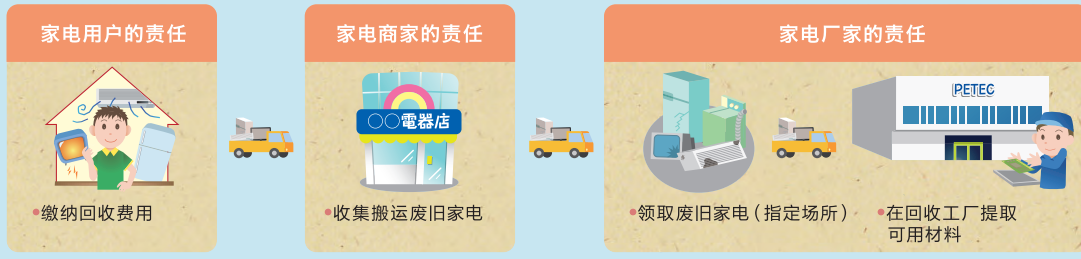 家电用户的责任
家电商家的责任
家电厂家的责任
○○電器店
PETEC
•缴纳回收费用
•收集搬运废旧家电
•领取废旧家电（指定场所）
•在回收工厂提取
可用材料